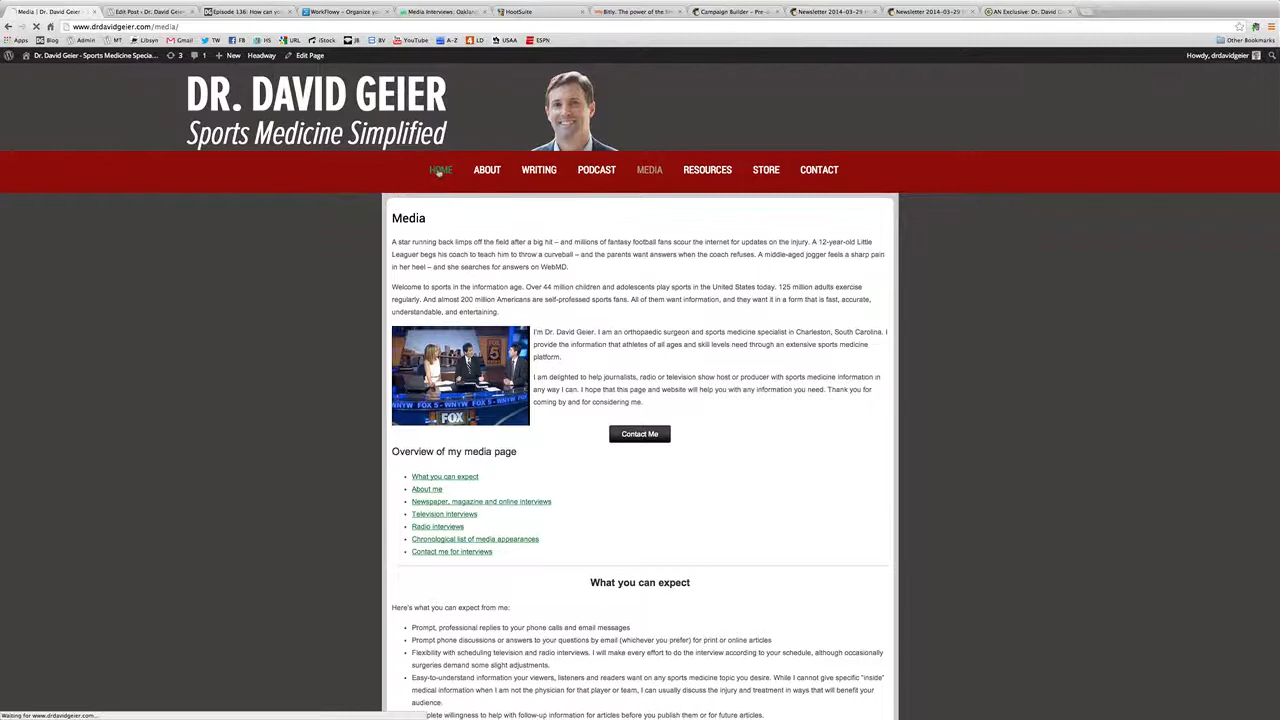 Media | Dr. David Geier
Edit Post ‹ Dr. David Geier
Episode 136: How can you
WorkFlowy - Organize you
Media Interviews: Oakland
HootSuite
Bitly. The power of the li
Campaign Builder – Pre-d
Newsletter 2014-03-29 1
Newsletter 2014-03-29 (
AN Exclusive: Dr. David G
www.drdavidgeier.com/media/
Apps Blog Admin Libsyn Gmail TW FB HS URL iStock JB BV YouTube A-Z LD USAA ESPN Other Bookmarks
Dr. David Geier - Sports Medicine Specia... 3 1 + New Headway Edit Page Howdy, drdavidgeier
DR. DAVID GEIER
Sports Medicine Simplified
HOME ABOUT WRITING PODCAST MEDIA RESOURCES STORE CONTACT
Media
A star running back limps off the field after a big hit – and millions of fantasy football fans scour the internet for updates on the injury. A 12-year-old Little
Leaguer begs his coach to teach him to throw a curveball – and the parents want answers when the coach refuses. A middle-aged jogger feels a sharp pain
in her heel – and she searches for answers on WebMD.
Welcome to sports in the information age. Over 44 million children and adolescents play sports in the United States today. 125 million adults exercise
regularly. And almost 200 million Americans are self-professed sports fans. All of them want information, and they want it in a form that is fast, accurate,
understandable, and entertaining.
FOX 5
WNYW FOX 5 WNYW FOX 5 WNYW
FOX
I'm Dr. David Geier. I am an orthopaedic surgeon and sports medicine specialist in Charleston, South Carolina. I
provide the information that athletes of all ages and skill levels need through an extensive sports medicine
platform.
I am delighted to help journalists, radio or television show host or producer with sports medicine information in
any way I can. I hope that this page and website will help you with any information you need. Thank you for
coming by and for considering me.
Contact Me
Overview of my media page
What you can expect
About me
Newspaper, magazine and online interviews
Television interviews
Radio interviews
Chronological list of media appearances
Contact me for interviews
What you can expect
Here's what you can expect from me:
Prompt, professional replies to your phone calls and email messages
Prompt phone discussions or answers to your questions by email (whichever you prefer) for print or online articles
Flexibility with scheduling television and radio interviews. I will make every effort to do the interview according to your schedule, although occasionally
surgeries demand some slight adjustments.
Easy-to-understand information your viewers, listeners and readers want on any sports medicine topic you desire. While I cannot give specific "inside"
medical information when I am not the physician for that player or team, I can usually discuss the injury and treatment in ways that will benefit your
audience.
plete willingness to help with follow-up information for articles before you publish them or for future articles.
Waiting for www.drdavidgeier.com...